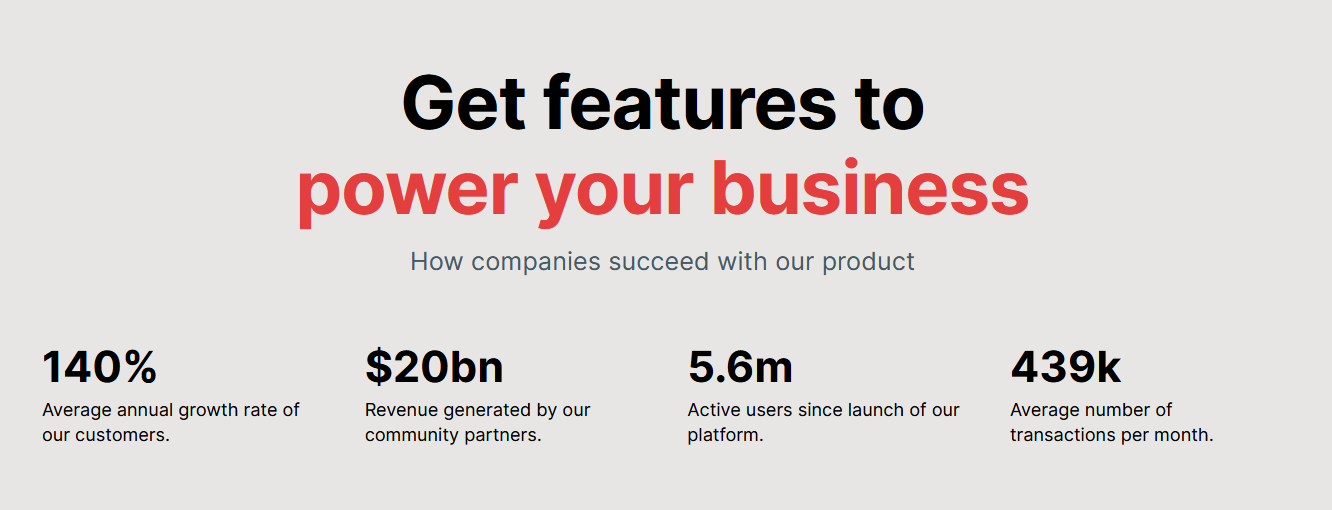 Get features to
power your business
How companies succeed with our product
140%
Average annual growth rate of
our customers.
$20bn
Revenue generated by our
community partners.
5.6m
Active users since launch of our
platform.
439k
Average number of
transactions per month.